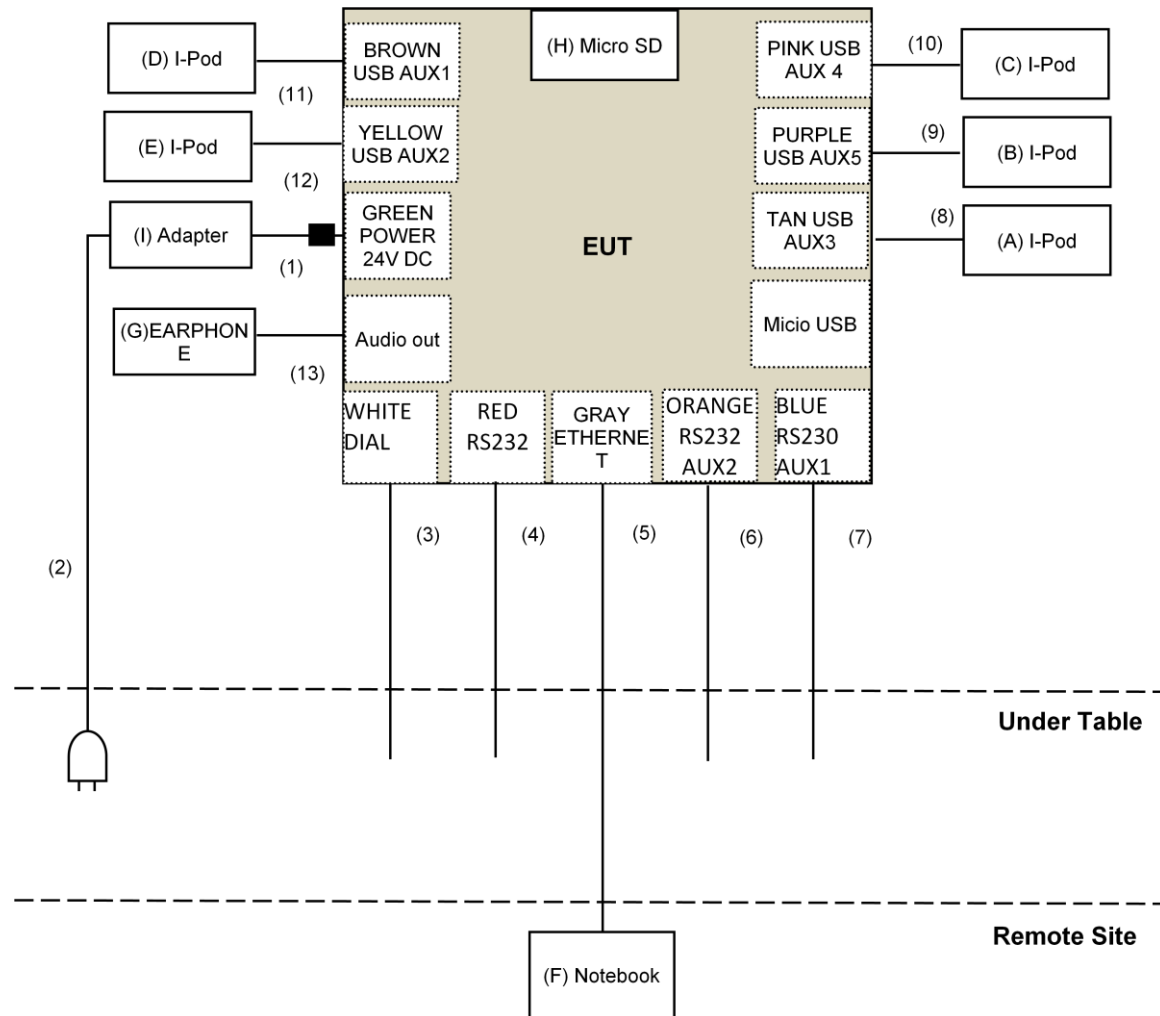 (H) Micro SD
BROWN
USB AUX1
PINK USB
AUX 4
(10)
(D) I-Pod
(C) I-Pod
(11)
YELLOW
USB AUX2
PURPLE
USB AUX5
(9)
(E) I-Pod
(B) I-Pod
(12)
GREEN
POWER
24V DC
TAN USB
AUX3
(8)
(I) Adapter
EUT
(A) I-Pod
(1)
(G)EARPHON
E
Audio out
Micio USB
(13)
WHITE
DIAL
RED
RS232
GRAY
ETHERNE
T
ORANGE
RS232
AUX2
BLUE
RS230
AUX1
(3)
(4)
(5)
(6)
(7)
(2)
Under Table
Remote Site
(F) Notebook